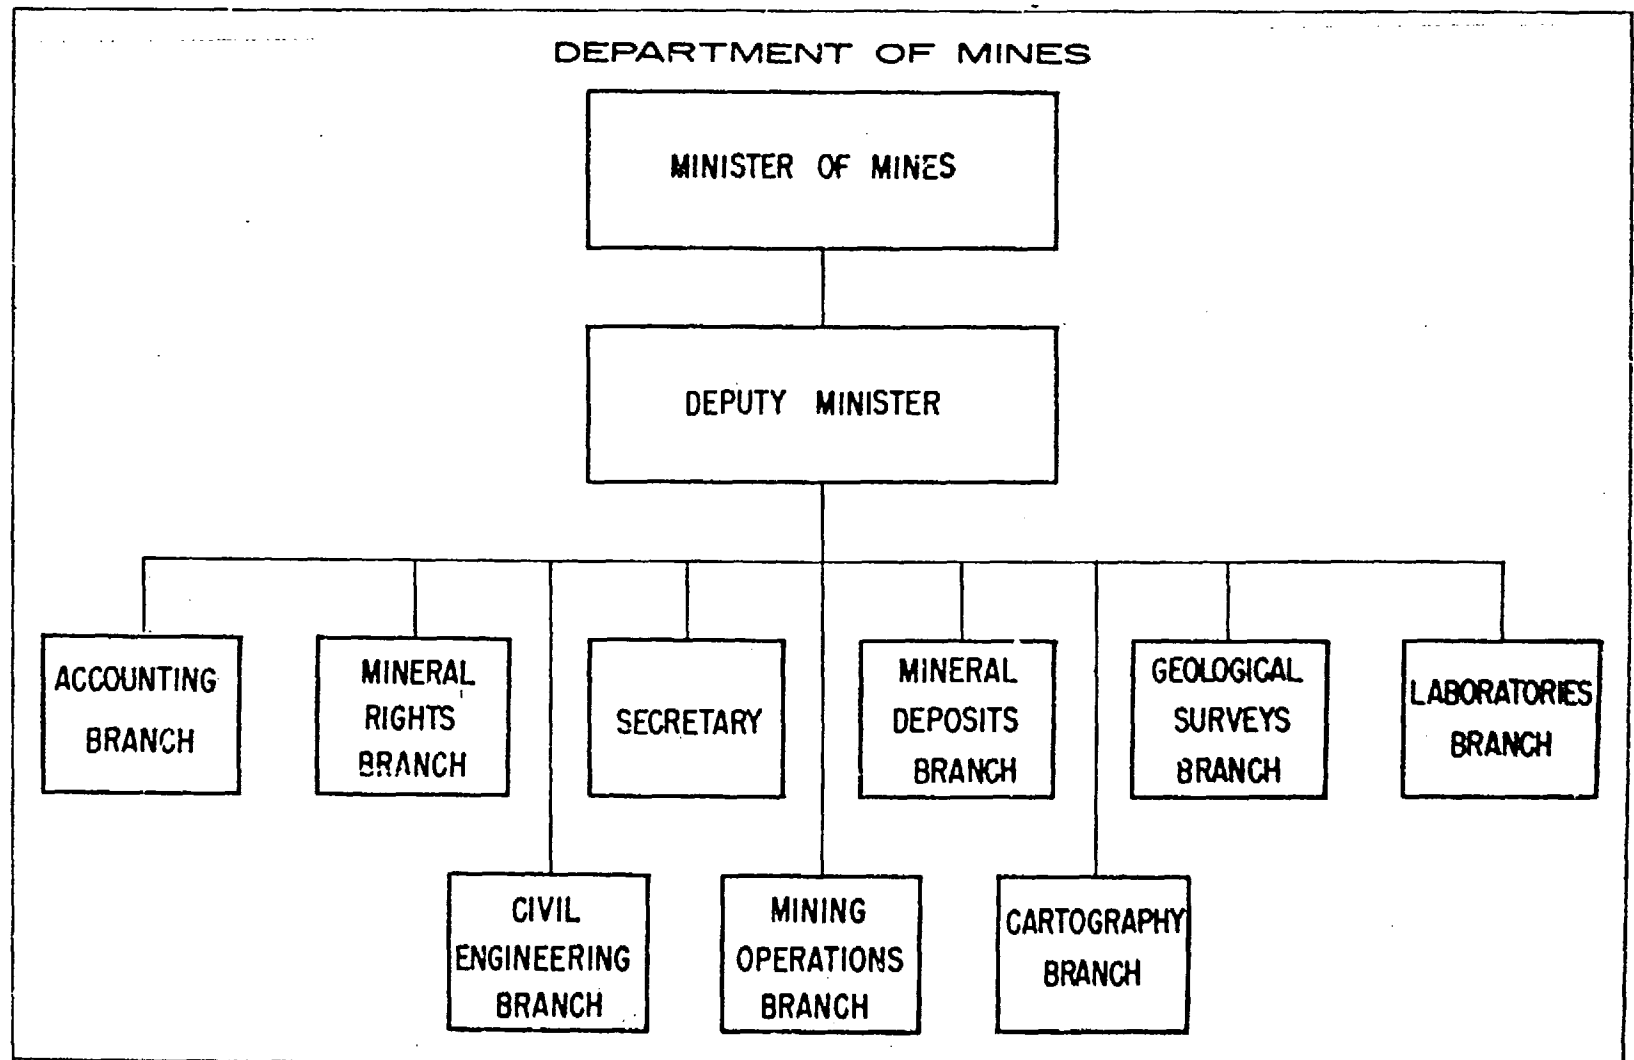 DEPARTMENT OF MINES
MINISTER OF MINES
DEPUTY MINISTER
ACCOUNTING
BRANCH
MINERAL
RIGHTS
BRANCH
SECRETARY
MINERAL
DEPOSITS
BRANCH
GEOLOGICAL
SURVEYS
BRANCH
LABORATORIES
BRANCH
CIVIL
ENGINEERING
BRANCH
MINING
OPERATIONS
BRANCH
CARTOGRAPHY
BRANCH